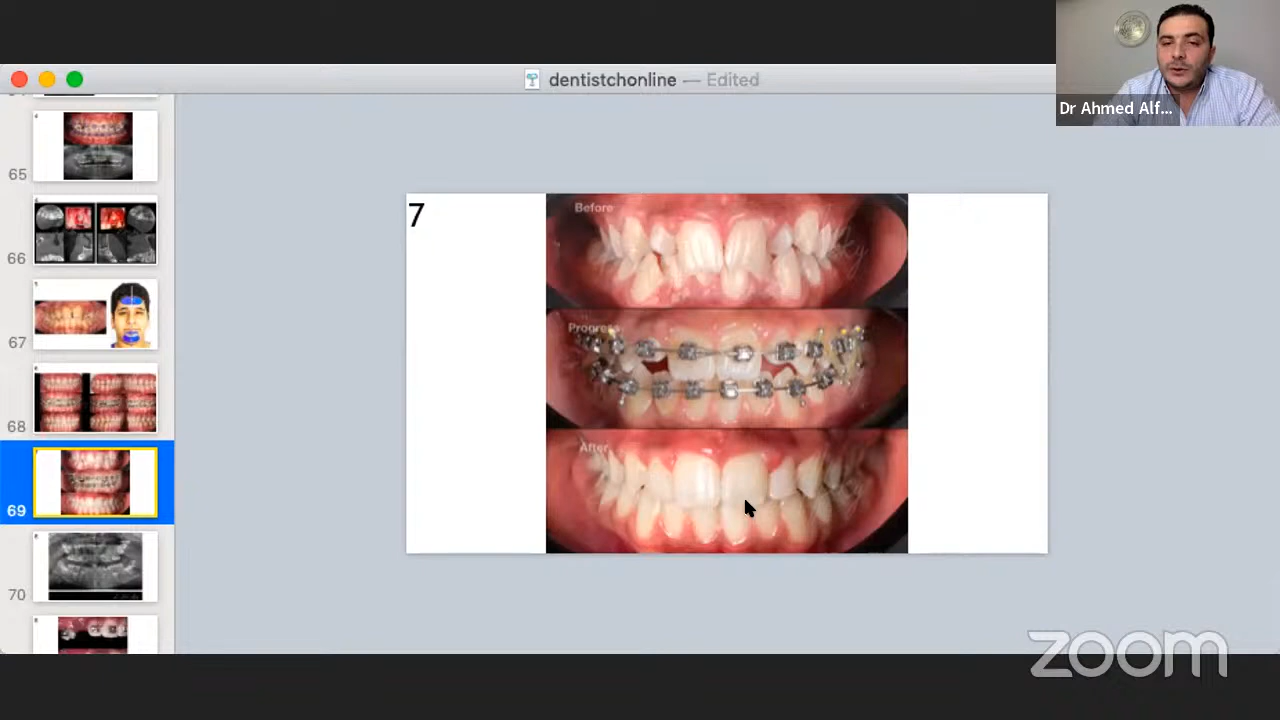 dentistchonline — Edited
Dr Ahmed Alf...
65
66
67
68
69
70
7
Before
Progress
After
zoom